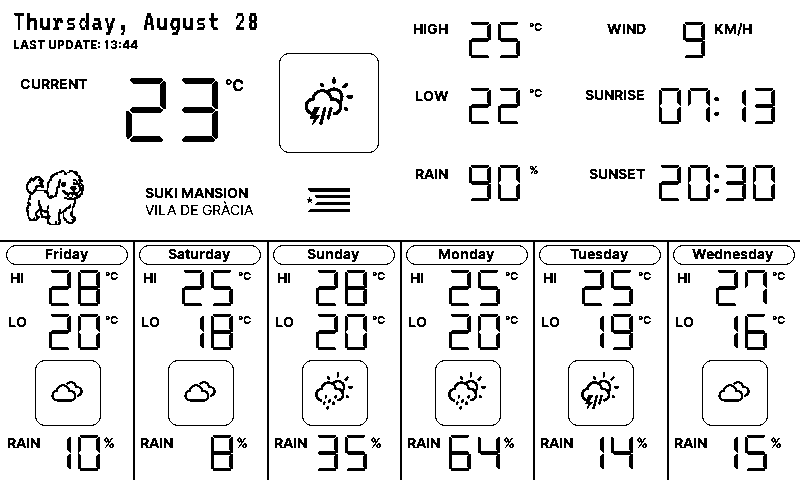 Thursday, August 28
LAST UPDATE: 13:44
CURRENT 23 °C
SUKI MANSION
VILA DE GRÀCIA
HIGH 25 °C
LOW 22 °C
RAIN 90 %
WIND 9 KM/H
SUNRISE 07:13
SUNSET 20:30
Friday
HI 28 °C
LO 20 °C
RAIN 10 %
Saturday
HI 25 °C
LO 18 °C
RAIN 8 %
Sunday
HI 28 °C
LO 20 °C
RAIN 35 %
Monday
HI 25 °C
LO 20 °C
RAIN 64 %
Tuesday
HI 25 °C
LO 19 °C
RAIN 14 %
Wednesday
HI 27 °C
LO 16 °C
RAIN 15 %